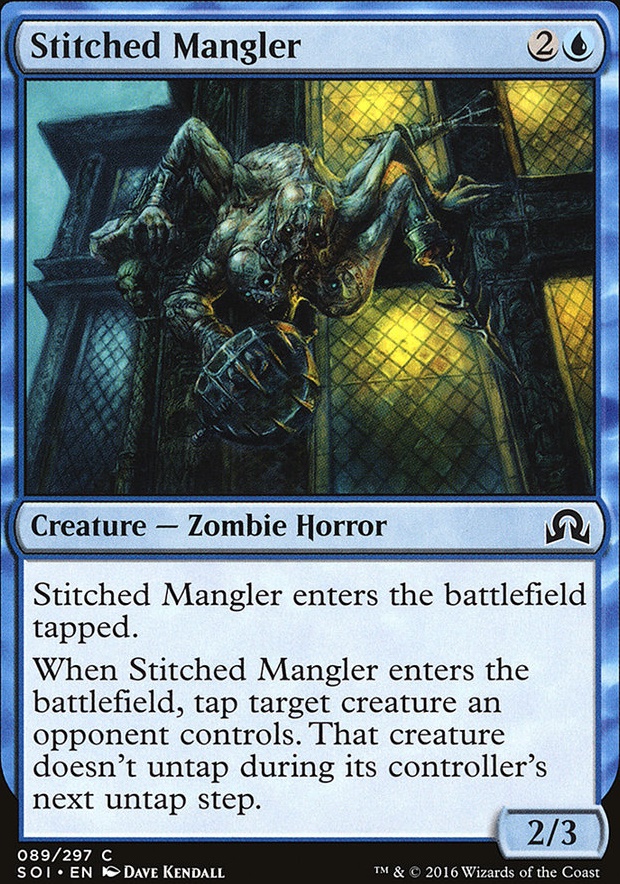 Stitched Mangler 2
Creature — Zombie Horror
Stitched Mangler enters the battlefield
tapped.
When Stitched Mangler enters the
battlefield, tap target creature an
opponent controls. That creature
doesn't untap during its controller's
next untap step.
2/3
089/297 C
SOI • EN Dave Kendall
™ & © 2016 Wizards of the Coast